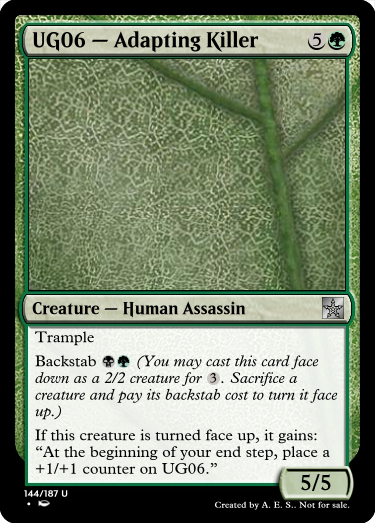 UG06 — Adapting Killer 5
Creature — Human Assassin
Trample
Backstab (You may cast this card face
down as a 2/2 creature for 3. Sacrifice a
creature and pay its backstab cost to turn it face
up.)
If this creature is turned face up, it gains:
“At the beginning of your end step, place a
+1/+1 counter on UG06.”
5/5
144/187 U
Created by A. E. S.. Not for sale.